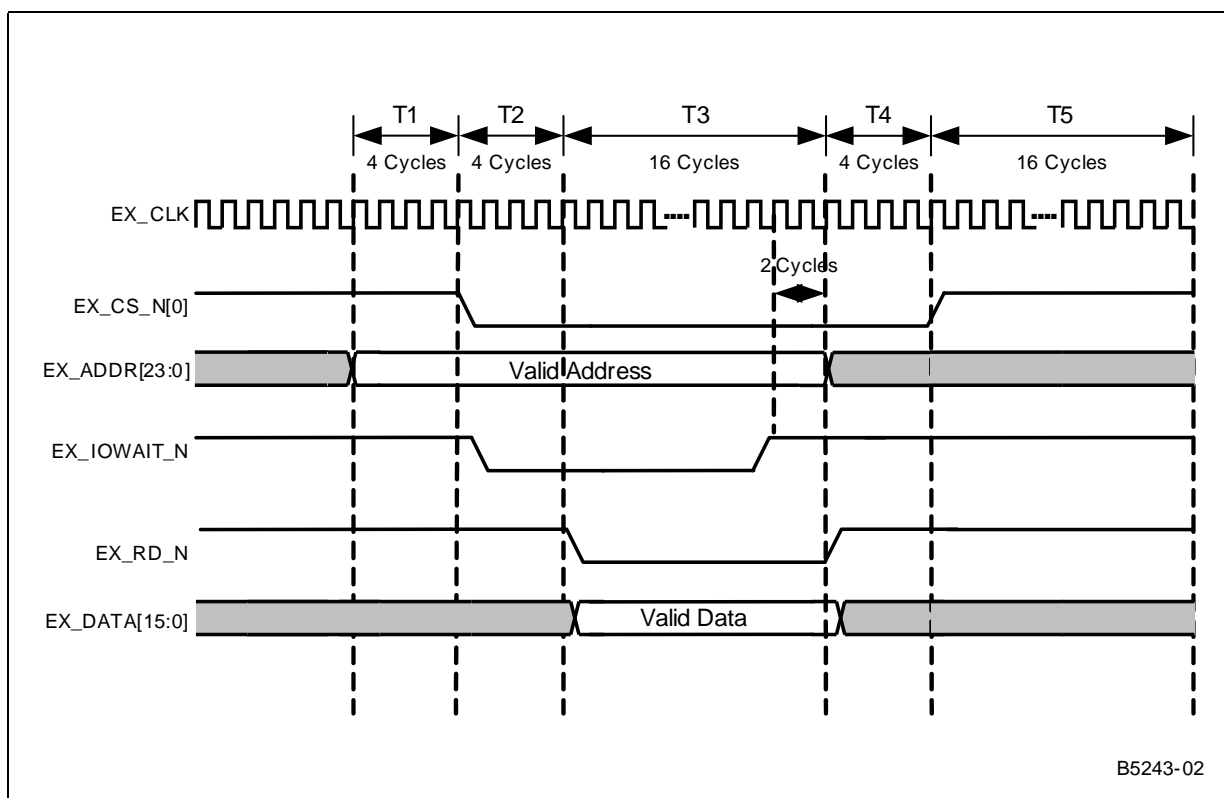 T1 T2 T3 T4 T5
4 Cycles 4 Cycles 16 Cycles 4 Cycles 16 Cycles
EX_CLK
2 Cycles
EX_CS_N[0]
EX_ADDR[23:0] Valid Address
EX_IOWAIT_N
EX_RD_N
EX_DATA[15:0] Valid Data
B5243-02